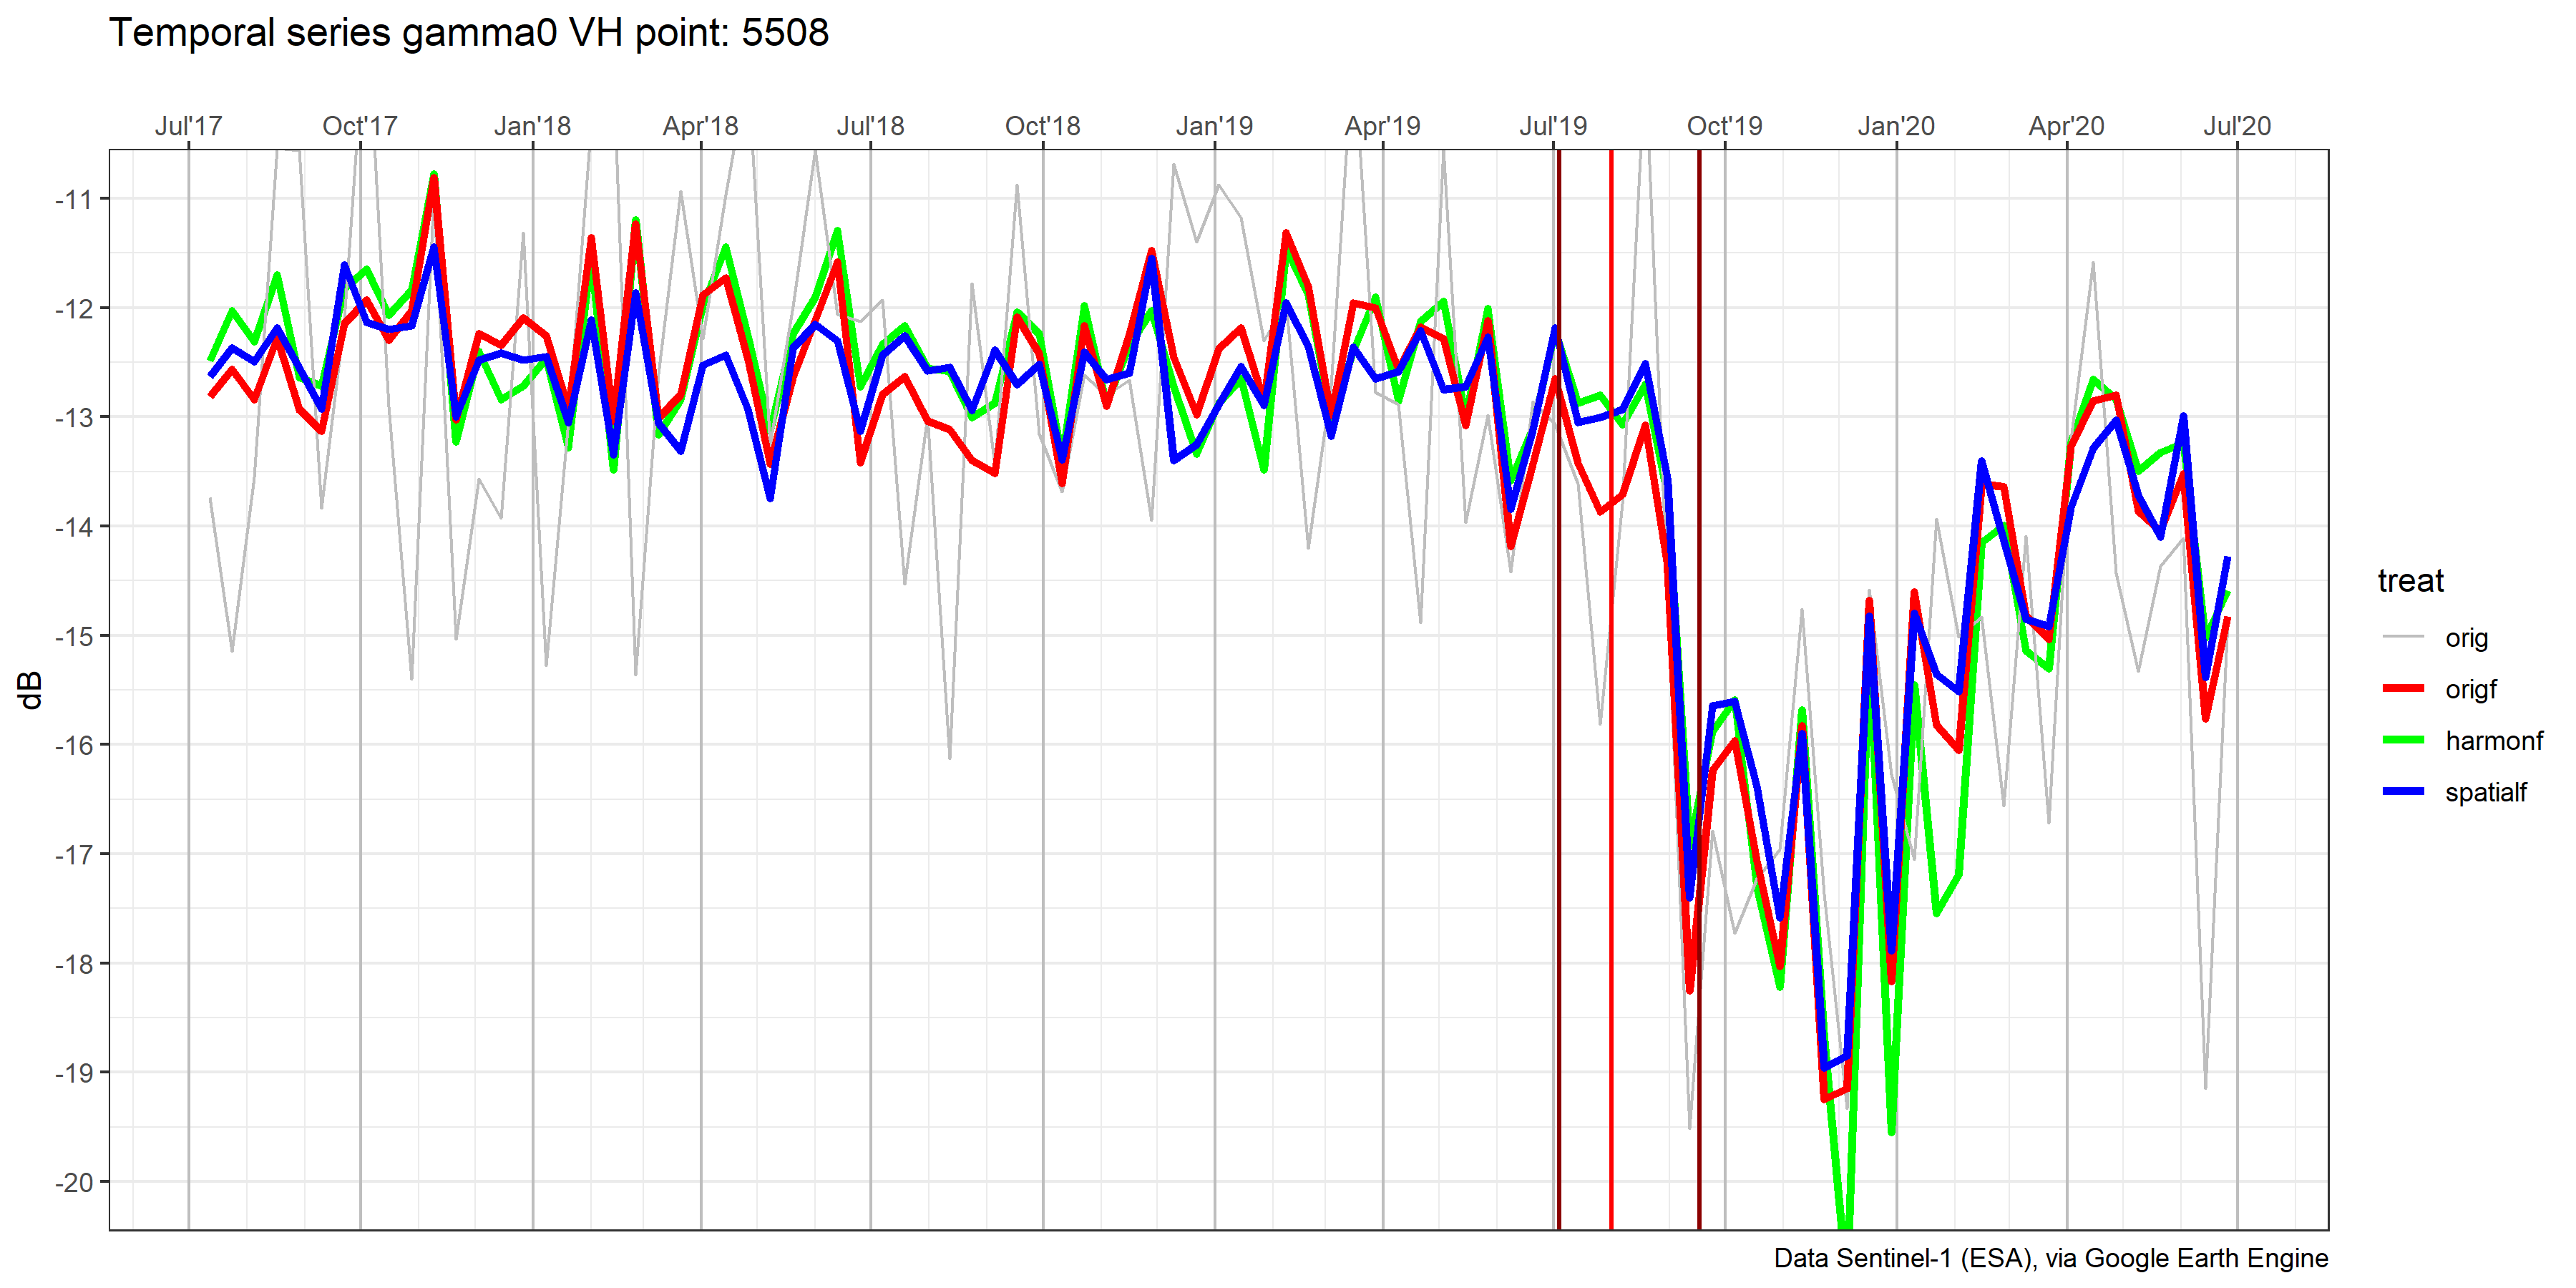 Temporal series gamma0 VH point: 5508
Jul'17 Oct'17 Jan'18 Apr'18 Jul'18 Oct'18 Jan'19 Apr'19 Jul'19 Oct'19 Jan'20 Apr'20 Jul'20
-11
-12
-13
-14
-15
-16
-17
-18
-19
-20
dB
treat
orig
origf
harmonf
spatialf
Data Sentinel-1 (ESA), via Google Earth Engine